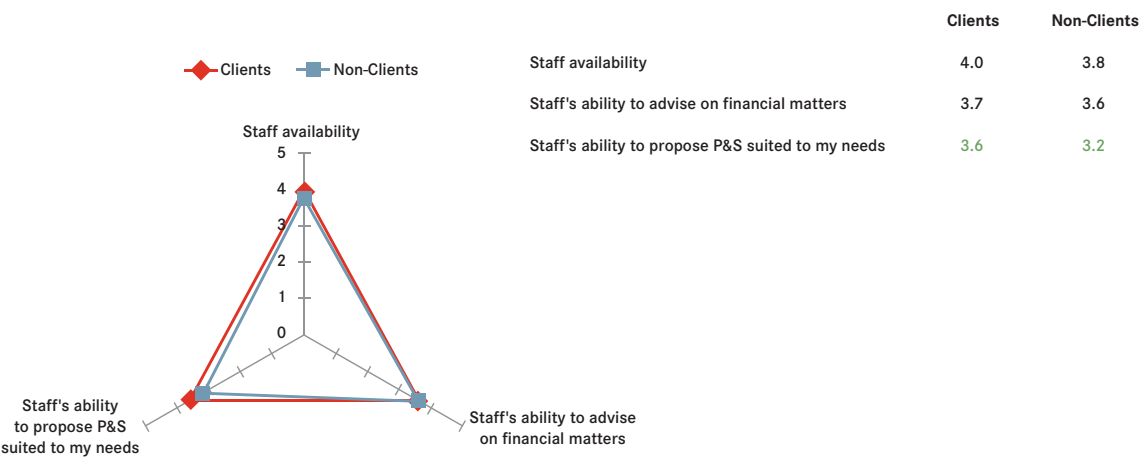 Clients Non-Clients
Staff availability 4.0 3.8
Staff's ability to advise on financial matters 3.7 3.6
Staff's ability to propose P&S suited to my needs 3.6 3.2
Clients Non-Clients
Staff availability
5
4
3
2
1
0
Staff's ability
to propose P&S
suited to my needs
Staff's ability to advise
on financial matters